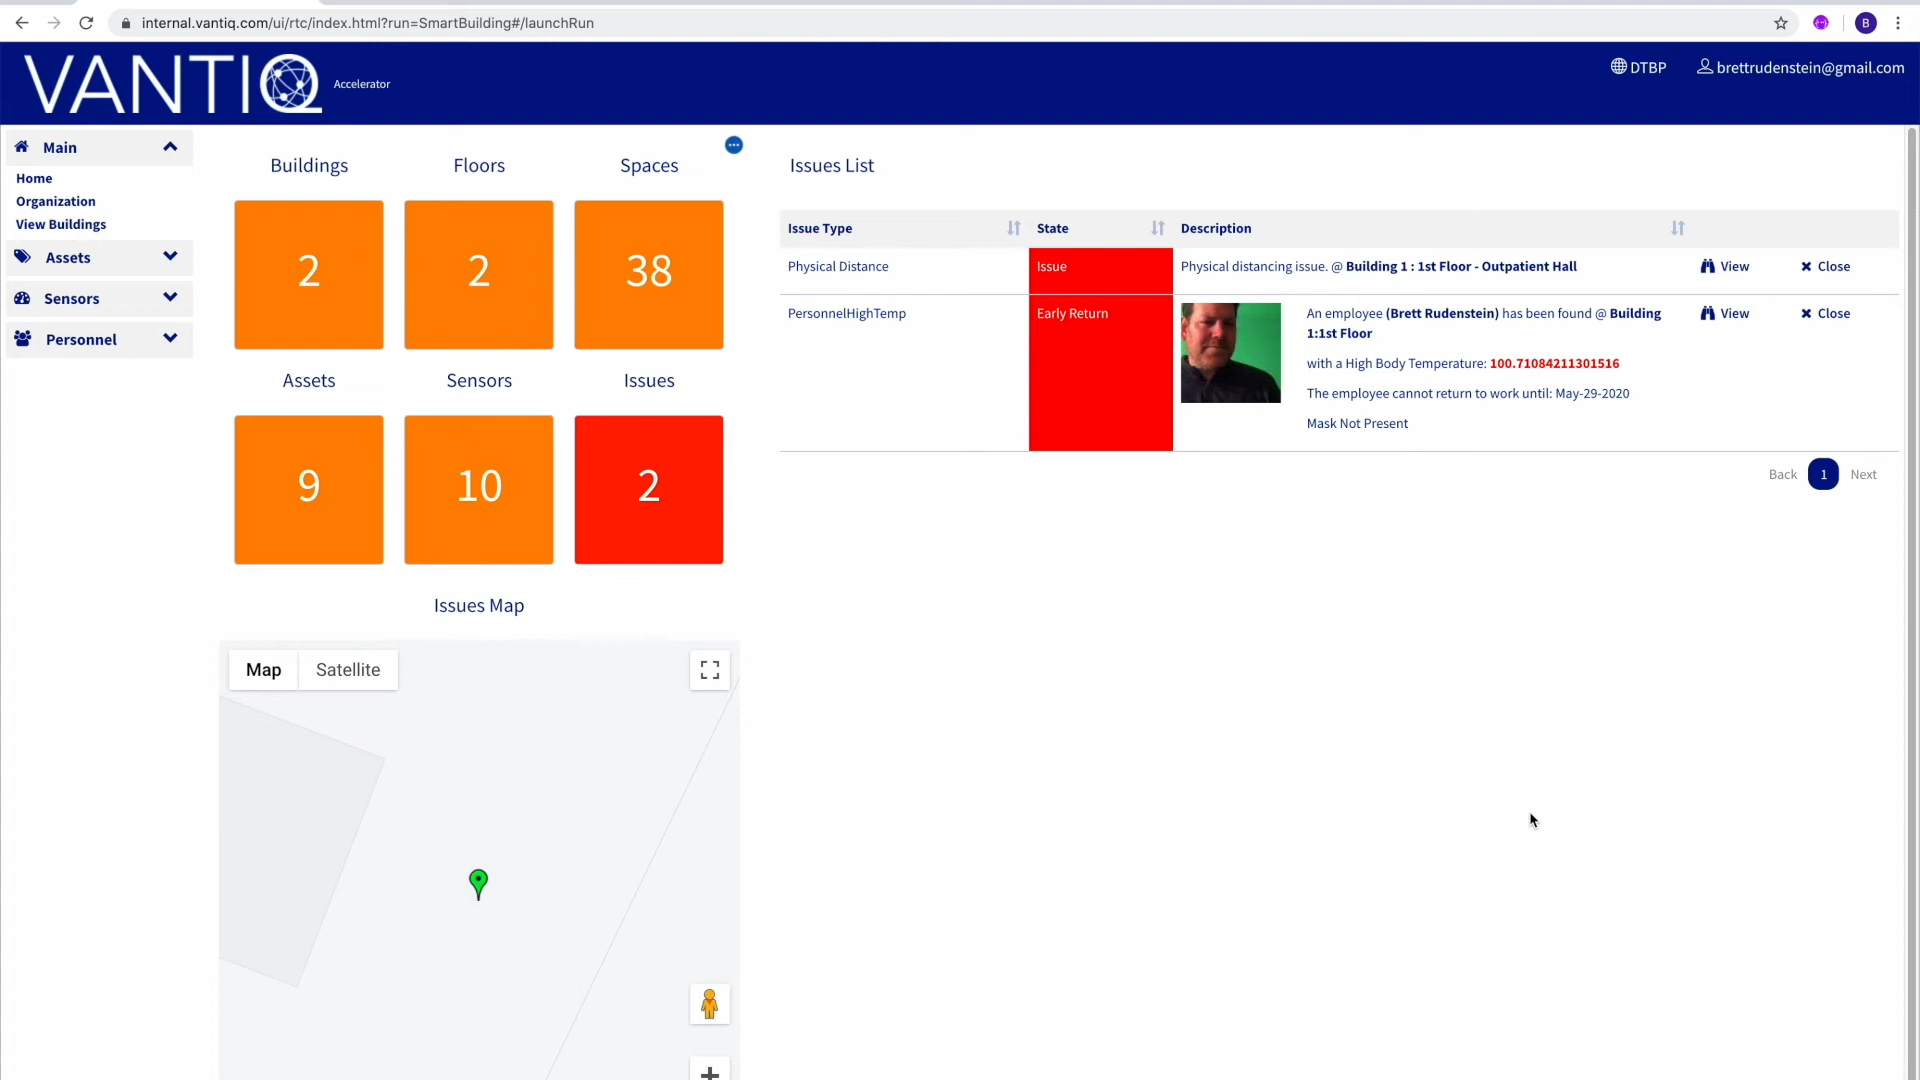 internal.vantiq.com/ui/rtc/index.html?run=SmartBuilding#/launchRun
B
VANTIQ
Accelerator
DTBP
brettrudenstein@gmail.com
Main
Home
Organization
View Buildings
Assets
Sensors
Personnel
Buildings
Floors
Spaces
2
2
38
Assets
Sensors
Issues
9
10
2
Issues Map
Map
Satellite
Issues List
Issue Type
State
Description
Physical Distance
Issue
Physical distancing issue. @ Building 1 : 1st Floor - Outpatient Hall
View
Close
PersonnelHighTemp
Early Return
An employee (Brett Rudenstein) has been found @ Building
1:1st Floor
with a High Body Temperature: 100.71084211301516
The employee cannot return to work until: May-29-2020
Mask Not Present
View
Close
Back
1
Next